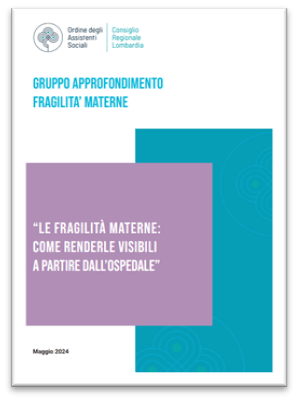 Ordine degli
Assistenti
Sociali
Consiglio
Regionale
Lombardia
GRUPPO APPROFONDIMENTO
FRAGILITA' MATERNE
“LE FRAGILITÀ MATERNE:
COME RENDERLE VISIBILI
A PARTIRE DALL'OSPEDALE”
Maggio 2024